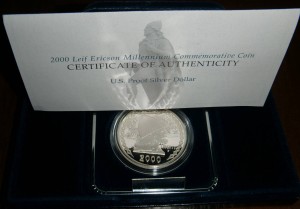 2000 Leif Ericson Millennium Commemorative Coin
CERTIFICATE OF AUTHENTICITY
U.S. Proof Silver Dollar
2000